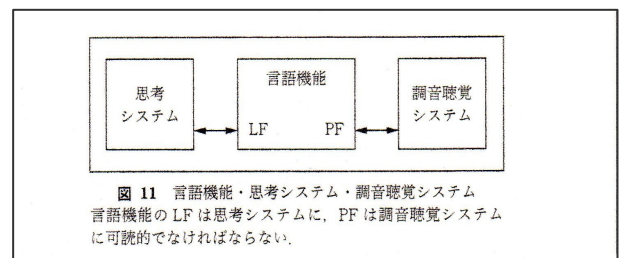 思考
システム
言語機能
LF
PF
調音聴覚
システム
図 11 言語機能・思考システム・調音聴覚システム
言語機能の LF は思考システムに，PF は調音聴覚システム
に可読的でなければならない．